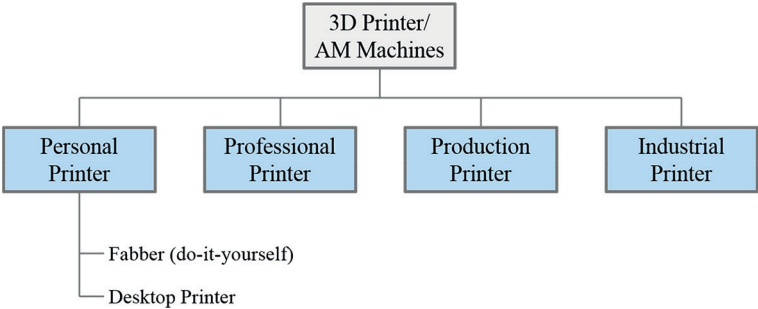 3D Printer/
AM Machines
Personal
Printer
Professional
Printer
Production
Printer
Industrial
Printer
Fabber (do-it-yourself)
Desktop Printer